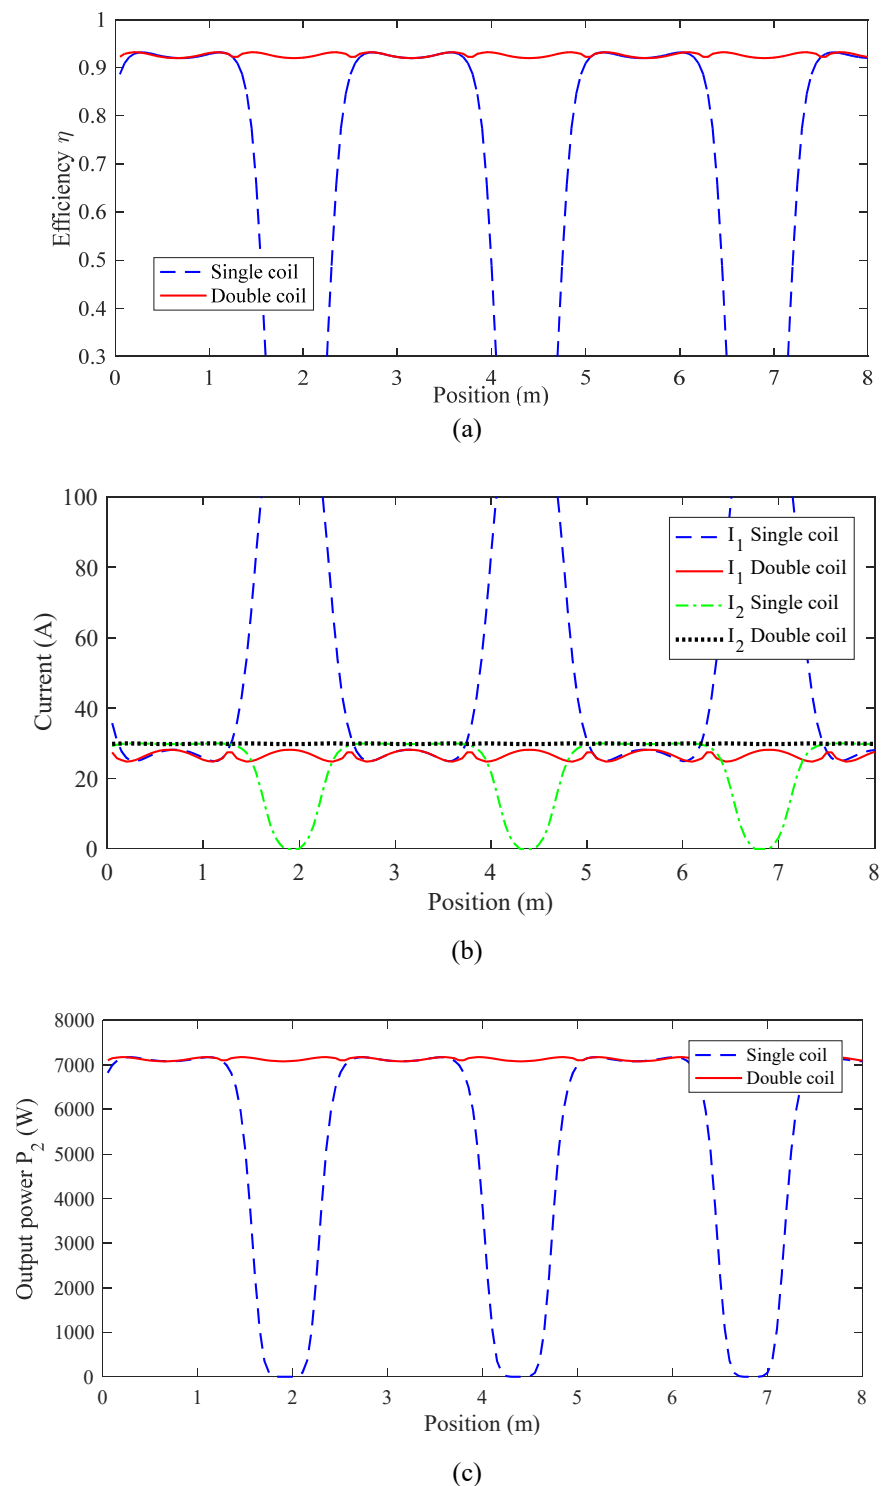 1
0.9
0.8
0.7
0.6
0.5
0.4
0.3
Efficiency η
Single coil
Double coil
0 1 2 3 4 5 6 7 8
Position (m)
(a)
100
80
60
40
20
0
Current (A)
I1 Single coil
I1 Double coil
I2 Single coil
I2 Double coil
0 1 2 3 4 5 6 7 8
Position (m)
(b)
8000
7000
6000
5000
4000
3000
2000
1000
0
Output power P2 (W)
Single coil
Double coil
0 1 2 3 4 5 6 7 8
Position (m)
(c)